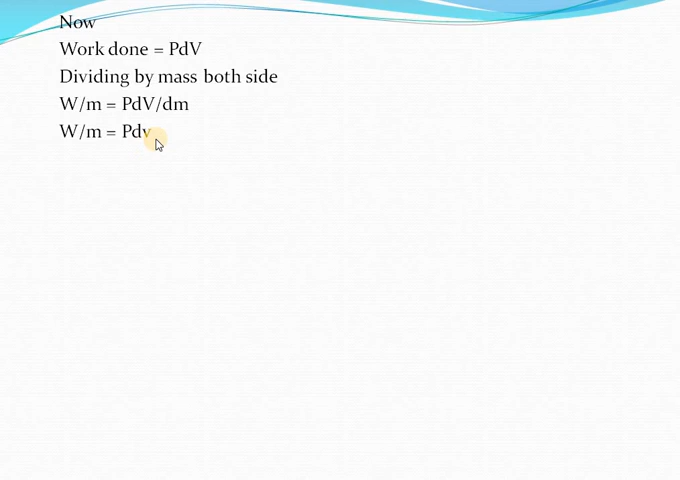 Now
Work done = PdV
Dividing by mass both side
W/m = PdV/dm
W/m = Pdv